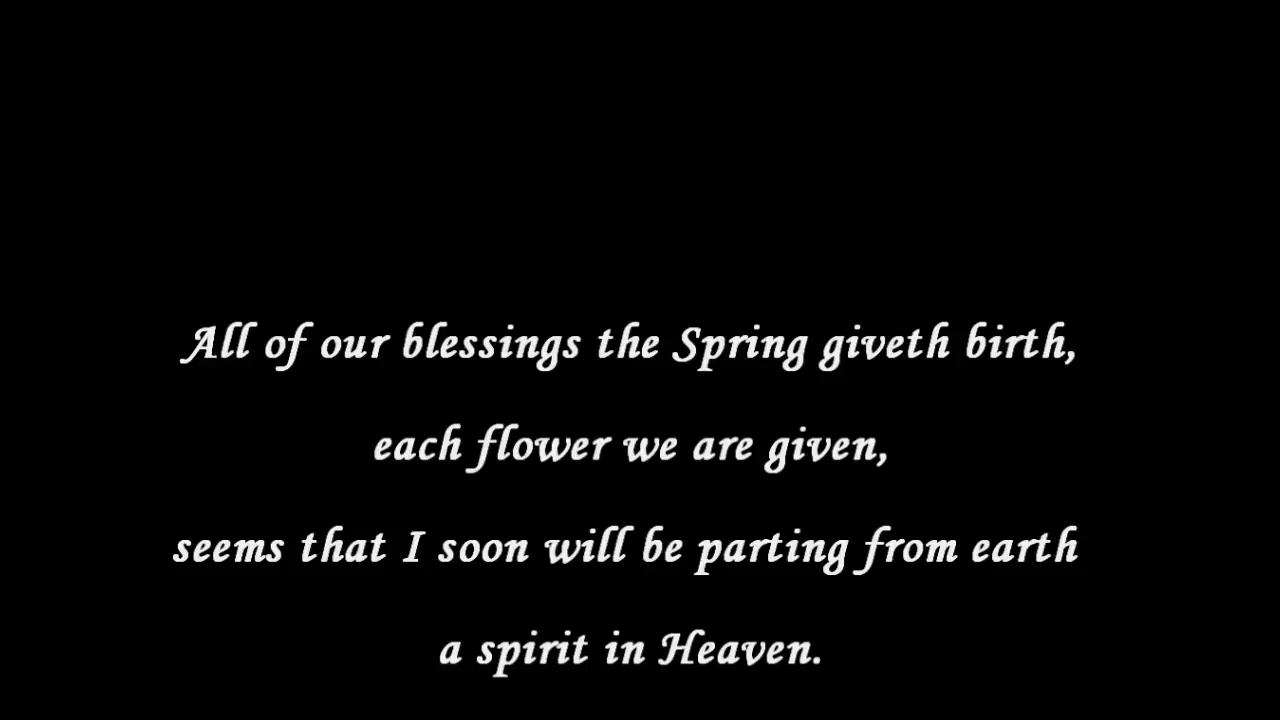 All of our blessings the Spring giveth birth,
each flower we are given,
seems that I soon will be parting from earth
a spirit in Heaven.